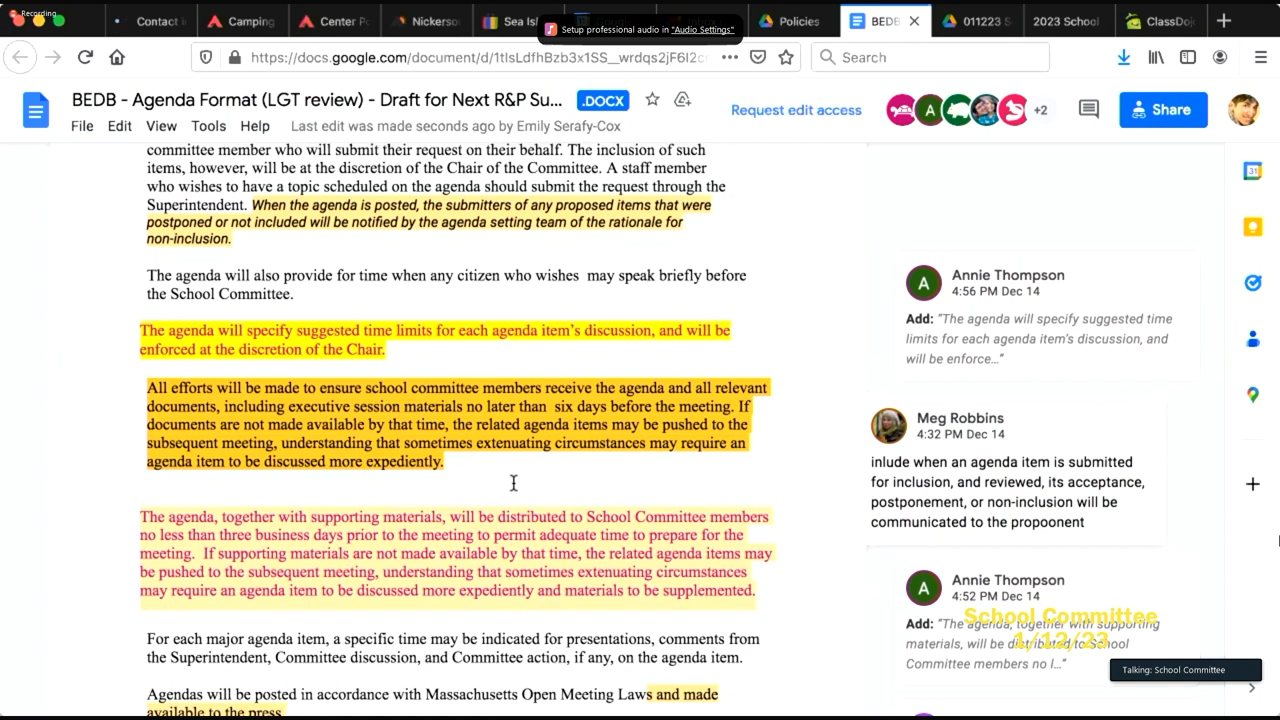 Recording
Contact i
Camping
Center Po
Nickerson
Sea Isl
Policies
BEDB
011223 S
2023 School
ClassDojo
Setup professional audio in "Audio Settings"
https://docs.google.com/document/d/1tlsLdfhBzb3x1SS__wrdqs2jF6I2c
Search
BEDB - Agenda Format (LGT review) - Draft for Next R&P Su...
.DOCX
Request edit access
A
+2
Share
File Edit View Tools Help Last edit was made seconds ago by Emily Serafy-Cox
committee member who will submit their request on their behalf. The inclusion of such
items, however, will be at the discretion of the Chair of the Committee. A staff member
who wishes to have a topic scheduled on the agenda should submit the request through the
Superintendent. When the agenda is posted, the submitters of any proposed items that were
postponed or not included will be notified by the agenda setting team of the rationale for
non-inclusion.
The agenda will also provide for time when any citizen who wishes may speak briefly before
the School Committee.
The agenda will specify suggested time limits for each agenda item's discussion, and will be
enforced at the discretion of the Chair.
All efforts will be made to ensure school committee members receive the agenda and all relevant
documents, including executive session materials no later than six days before the meeting. If
documents are not made available by that time, the related agenda items may be pushed to the
subsequent meeting, understanding that sometimes extenuating circumstances may require an
agenda item to be discussed more expediently.
The agenda, together with supporting materials, will be distributed to School Committee members
no less than three business days prior to the meeting to permit adequate time to prepare for the
meeting. If supporting materials are not made available by that time, the related agenda items may
be pushed to the subsequent meeting, understanding that sometimes extenuating circumstances
may require an agenda item to be discussed more expediently and materials to be supplemented.
For each major agenda item, a specific time may be indicated for presentations, comments from
the Superintendent, Committee discussion, and Committee action, if any, on the agenda item.
Agendas will be posted in accordance with Massachusetts Open Meeting Laws and made
available to the press
A
Annie Thompson
4:56 PM Dec 14
Add: "The agenda will specify suggested time
limits for each agenda item's discussion, and
will be enforce..."
Meg Robbins
4:32 PM Dec 14
inlude when an agenda item is submitted
for inclusion, and reviewed, its acceptance,
postponement, or non-inclusion will be
communicated to the propoonent
A
Annie Thompson
4:52 PM Dec 14
Add: "The agenda, together with supporting
materials, will be distributed to School
Committee members no l..."
School Committee
1/12/23
Talking: School Committee
31